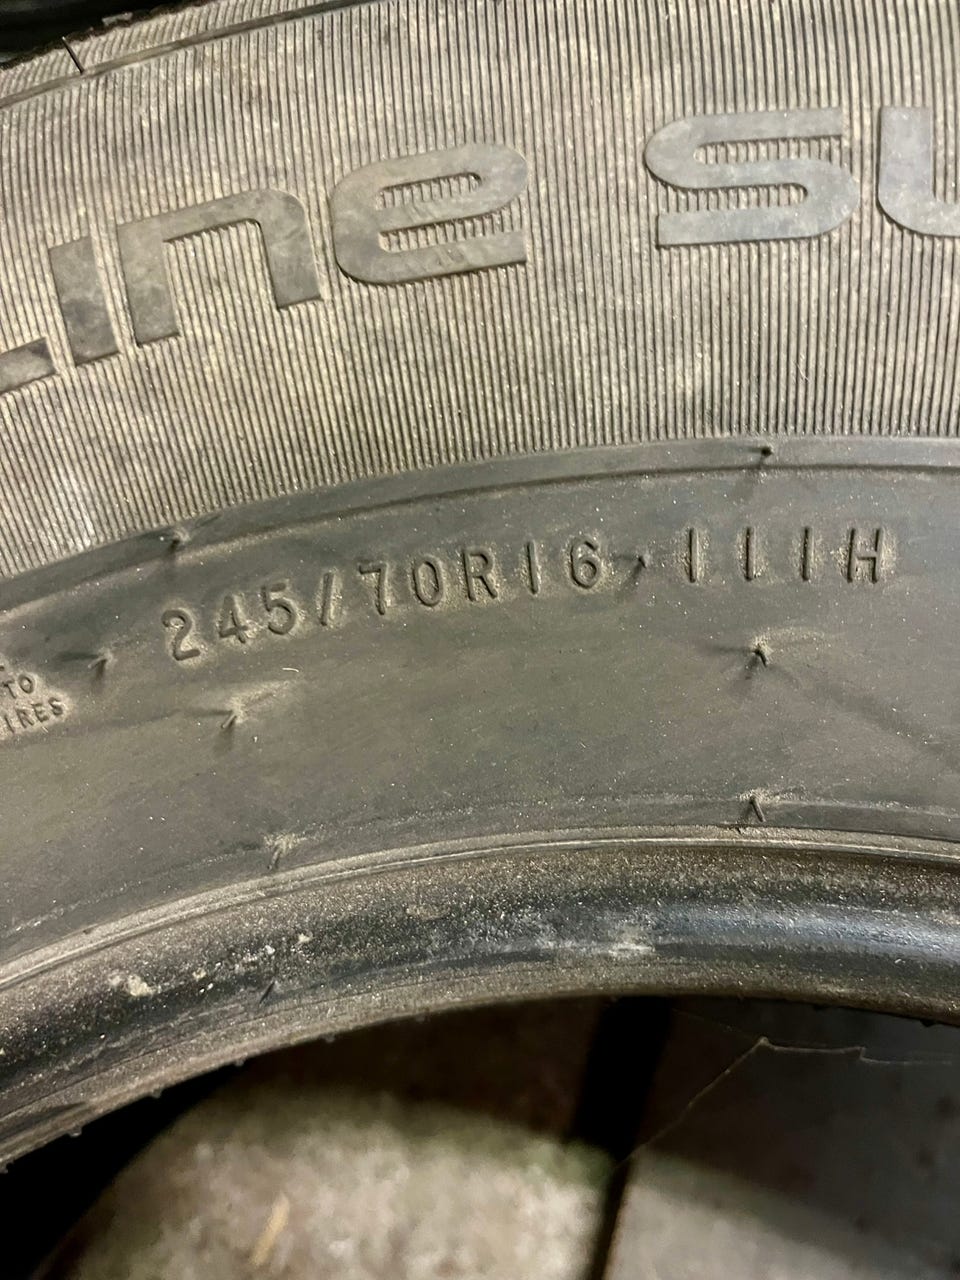 Line SU
245/70R16 111H
TO
IRES